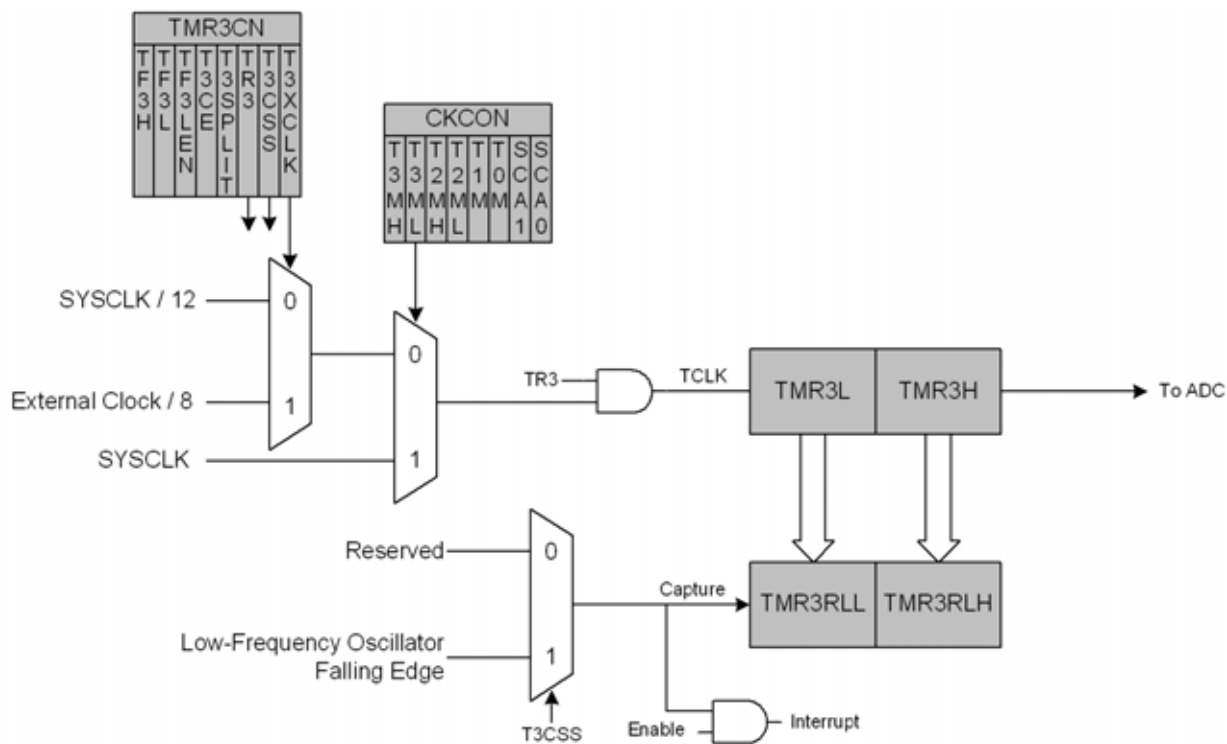 TMR3CN
TF3H
TF3L
TF3LEN
T3CE
T3SPLIT
TR3
T3CSS
T3XCLK
CKCON
T3MH
T3ML
T2MH
T2ML
T1M
T0M
SCA1
SCA0
SYSCLK / 12
0
External Clock / 8
1
SYSCLK
0
1
TR3
TCLK
TMR3L
TMR3H
To ADC
Reserved
0
Low-Frequency Oscillator
Falling Edge
1
T3CSS
Capture
TMR3RLL
TMR3RLH
Enable
Interrupt